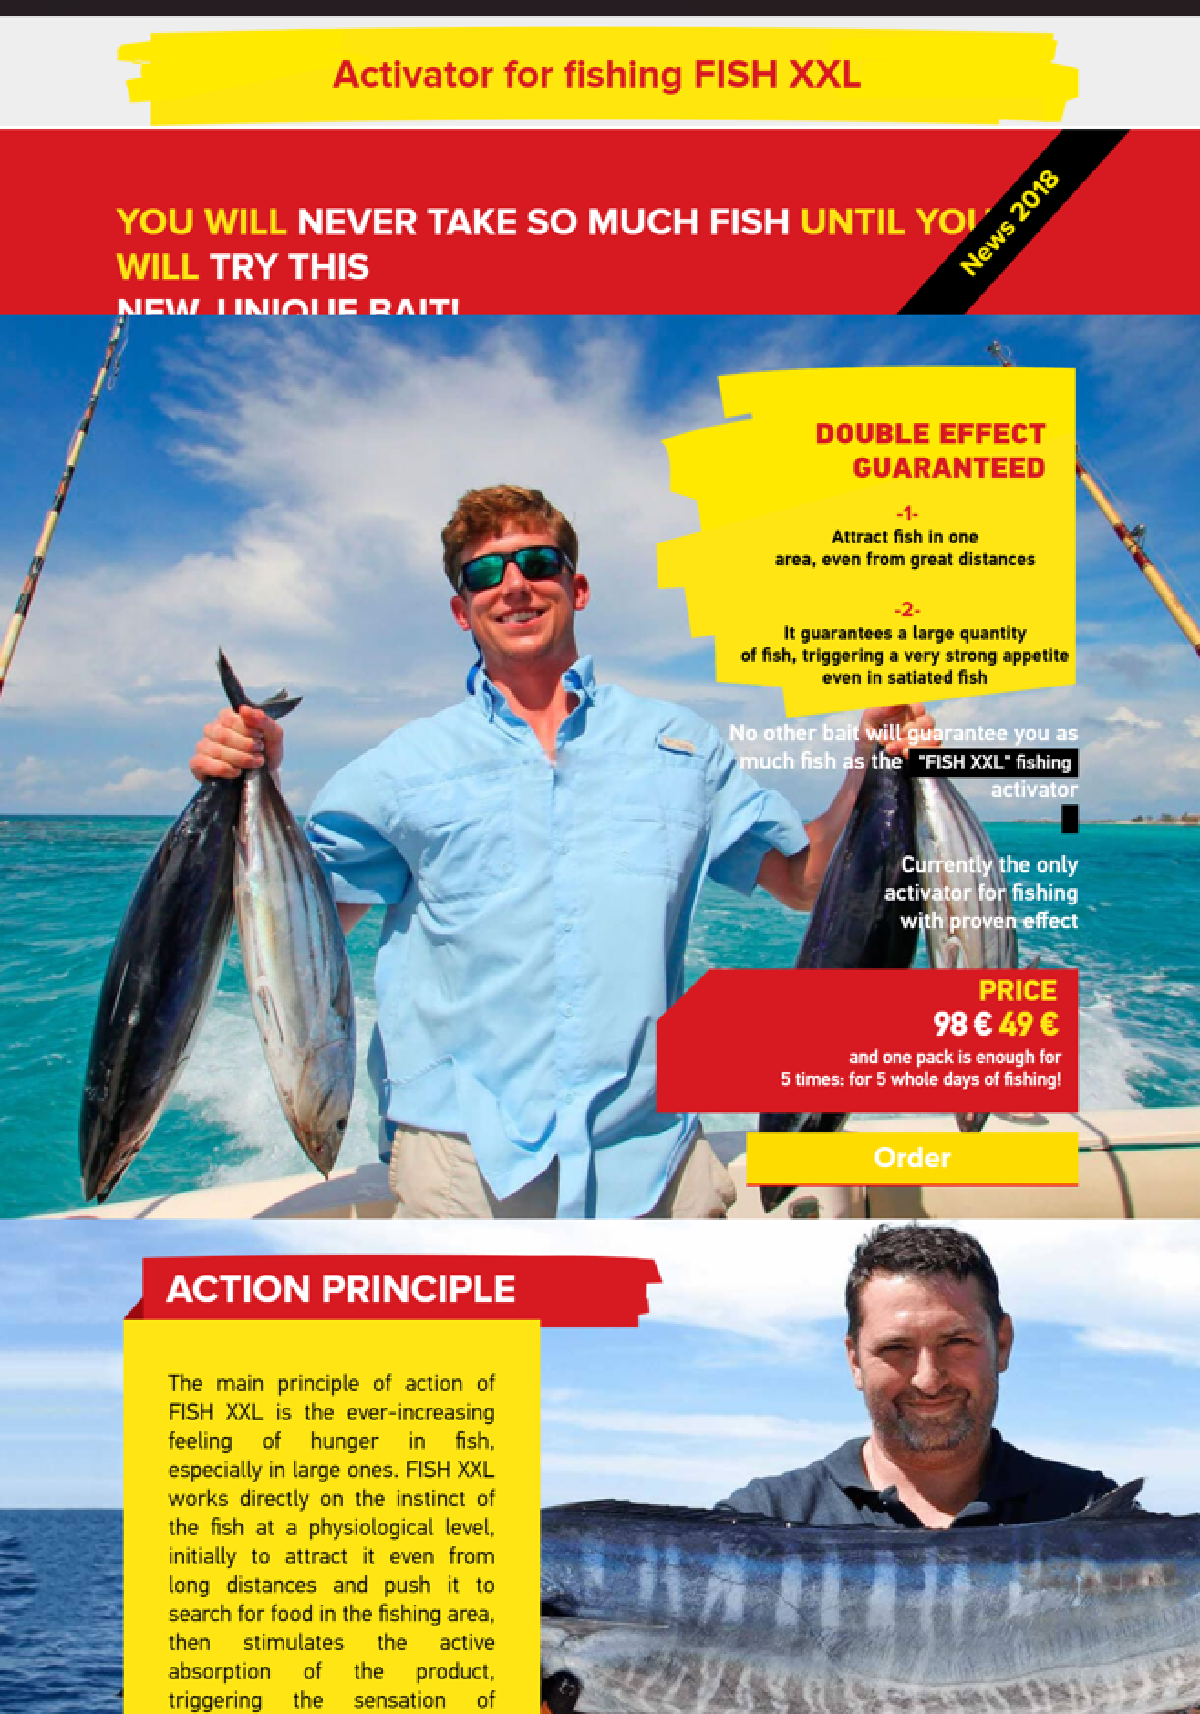 Activator for fishing FISH XXL
News 2018
YOU WILL NEVER TAKE SO MUCH FISH UNTIL YOU
WILL TRY THIS
NEW, UNIQUE BAIT!
DOUBLE EFFECT
GUARANTEED
-1-
Attract fish in one
area, even from great distances
-2-
It guarantees a large quantity
of fish, triggering a very strong appetite
even in satiated fish
No other bait will guarantee you as
much fish as the "FISH XXL" fishing
activator
Currently the only
activator for fishing
with proven effect
PRICE
98 € 49 €
and one pack is enough for
5 times: for 5 whole days of fishing!
Order
ACTION PRINCIPLE
The main principle of action of
FISH XXL is the ever-increasing
feeling of hunger in fish,
especially in large ones. FISH XXL
works directly on the instinct of
the fish at a physiological level,
initially to attract it even from
long distances and push it to
search for food in the fishing area,
then stimulates the active
absorption of the product,
triggering the sensation of